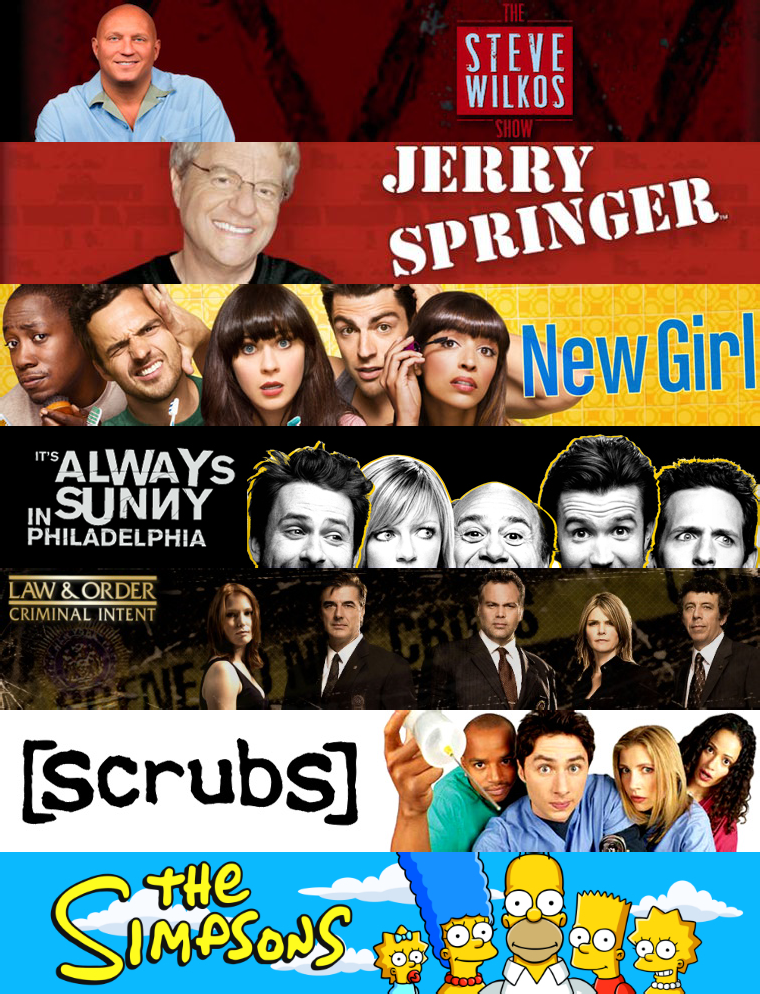 THE
STEVE
WILKOS
SHOW
JERRY
SPRINGER™
New Girl
IT'S
ALWAYS
IN SUNNY
PHILADELPHIA
LAW & ORDER
CRIMINAL INTENT
[scrubs]
THE
SIMPSONS